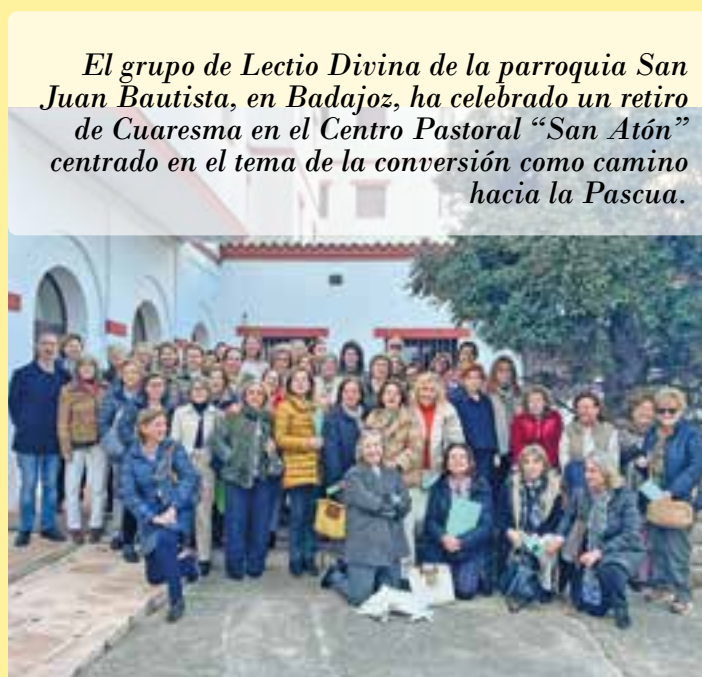 El grupo de Lectio Divina de la parroquia San
Juan Bautista, en Badajoz, ha celebrado un retiro
de Cuaresma en el Centro Pastoral “San Atón”
centrado en el tema de la conversión como camino
hacia la Pascua.